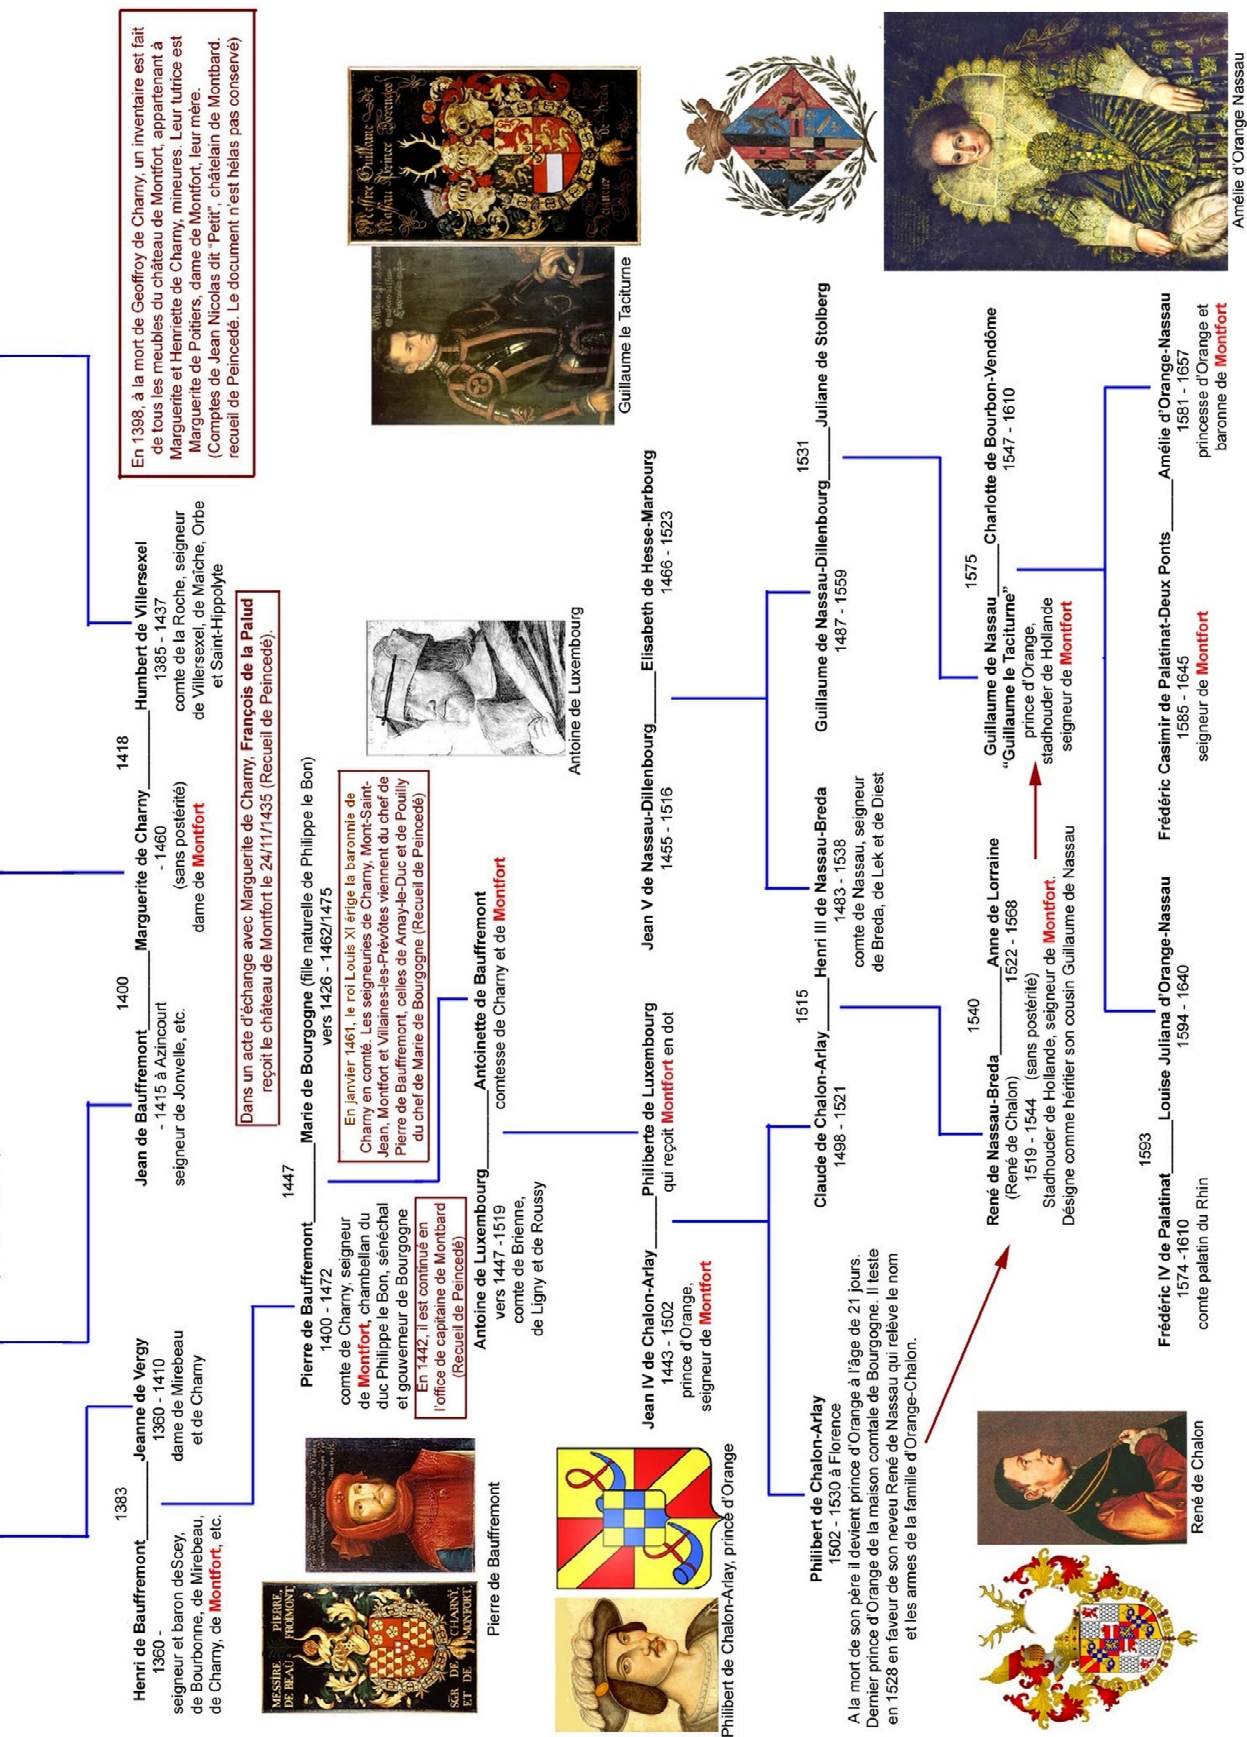 En 1398, à la mort de Geoffroy de Charny, un inventaire est fait
de tous les meubles du château de Montfort, appartenant à
Marguerite et Henriette de Charny, mineures. Leur tutrice est
Marguerite de Poitiers, dame de Montfort, leur mère.
(Comptes de Jean Nicolas dit "Petit", châtelain de Montbard.
recueil de Peincedé. Le document n'est hélas pas conservé)
Henri de Bauffremont
1360 -
seigneur et baron deScey,
de Bourbonne, de Mirebeau,
de Charny, de Montfort, etc.
1383
Jeanne de Vergy
1360 - 1410
dame de Mirebeau
et de Charny
Jean de Bauffremont
- 1415 à Azincourt
seigneur de Jonvelle, etc.
1400
Marguerite de Charny
- 1460
(sans postérité)
dame de Montfort
1418
Humbert de Villersexel
1385 - 1437
comte de la Roche, seigneur
de Villersexel, de Maîche, Orbe
et Saint-Hippolyte
Dans un acte d'échange avec Marguerite de Charny, François de la Palud
reçoit le château de Montfort le 24/11/1435 (Recueil de Peincedé).
MESSIRE PIERRE
DE BEAU FROIMONT,
SGR DE CHARNY,
ET DE MONFORT
Pierre de Bauffremont
Pierre de Bauffremont
1400 - 1472
comte de Charny, seigneur
de Montfort, chambellan du
duc Philippe le Bon, sénéchal
et gouverneur de Bourgogne
1447
Marie de Bourgogne (fille naturelle de Philippe le Bon)
vers 1426 - 1462/1475
En 1442, il est continué en
l'office de capitaine de Montbard
(Recueil de Peincedé)
En janvier 1461, le roi Louis XI érige la baronnie de
Charny en comté. Les seigneuries de Charny, Mont-Saint-
Jean, Montfort et Villaines-les-Prévôtes viennent du chef de
Pierre de Bauffremont, celles de Arnay-le-Duc et de Pouilly
du chef de Marie de Bourgogne (Recueil de Peincedé)
Antoine de Luxembourg
Guillaume le Taciturne
Antoine de Luxembourg
vers 1447 -1519
comte de Brienne,
de Ligny et de Roussy
Antoinette de Bauffremont
comtesse de Charny et de Montfort
Philibert de Chalon-Arlay, prince d'Orange
Jean IV de Chalon-Arlay
1443 - 1502
prince d'Orange,
seigneur de Montfort
Philiberte de Luxembourg
qui reçoit Montfort en dot
Jean V de Nassau-Dillenbourg
1455 - 1516
Elisabeth de Hesse-Marbourg
1466 - 1523
Philibert de Chalon-Arlay
1502 - 1530 à Florence
A la mort de son père il devient prince d'Orange à l'âge de 21 jours.
Dernier prince d'Orange de la maison comtale de Bourgogne. Il teste
en 1528 en faveur de son neveu René de Nassau qui relève le nom
et les armes de la famille d'Orange-Chalon.
Claude de Chalon-Arlay
1498 - 1521
1515
Henri III de Nassau-Breda
1483 - 1538
comte de Nassau, seigneur
de Breda, de Lek et de Diest
Guillaume de Nassau-Dillenbourg
1487 - 1559
1531
Juliane de Stolberg
René de Chalon
René de Nassau-Breda
(René de Chalon)
1519 - 1544 (sans postérité)
Stadhouder de Hollande, seigneur de Montfort.
Désigne comme héritier son cousin Guillaume de Nassau
1540
Anne de Lorraine
1522 - 1568
Guillaume de Nassau
"Guillaume le Taciturne"
prince d'Orange,
stadhouder de Hollande
seigneur de Montfort
1575
Charlotte de Bourbon-Vendôme
1547 - 1610
Frédéric IV de Palatinat
1574 -1610
comte palatin du Rhin
1593
Louise Juliana d'Orange-Nassau
1594 - 1640
Frédéric Casimir de Palatinat-Deux Ponts
1585 - 1645
seigneur de Montfort
Amélie d'Orange-Nassau
1581 - 1657
princesse d'Orange et
baronne de Montfort
Amélie d'Orange Nassau